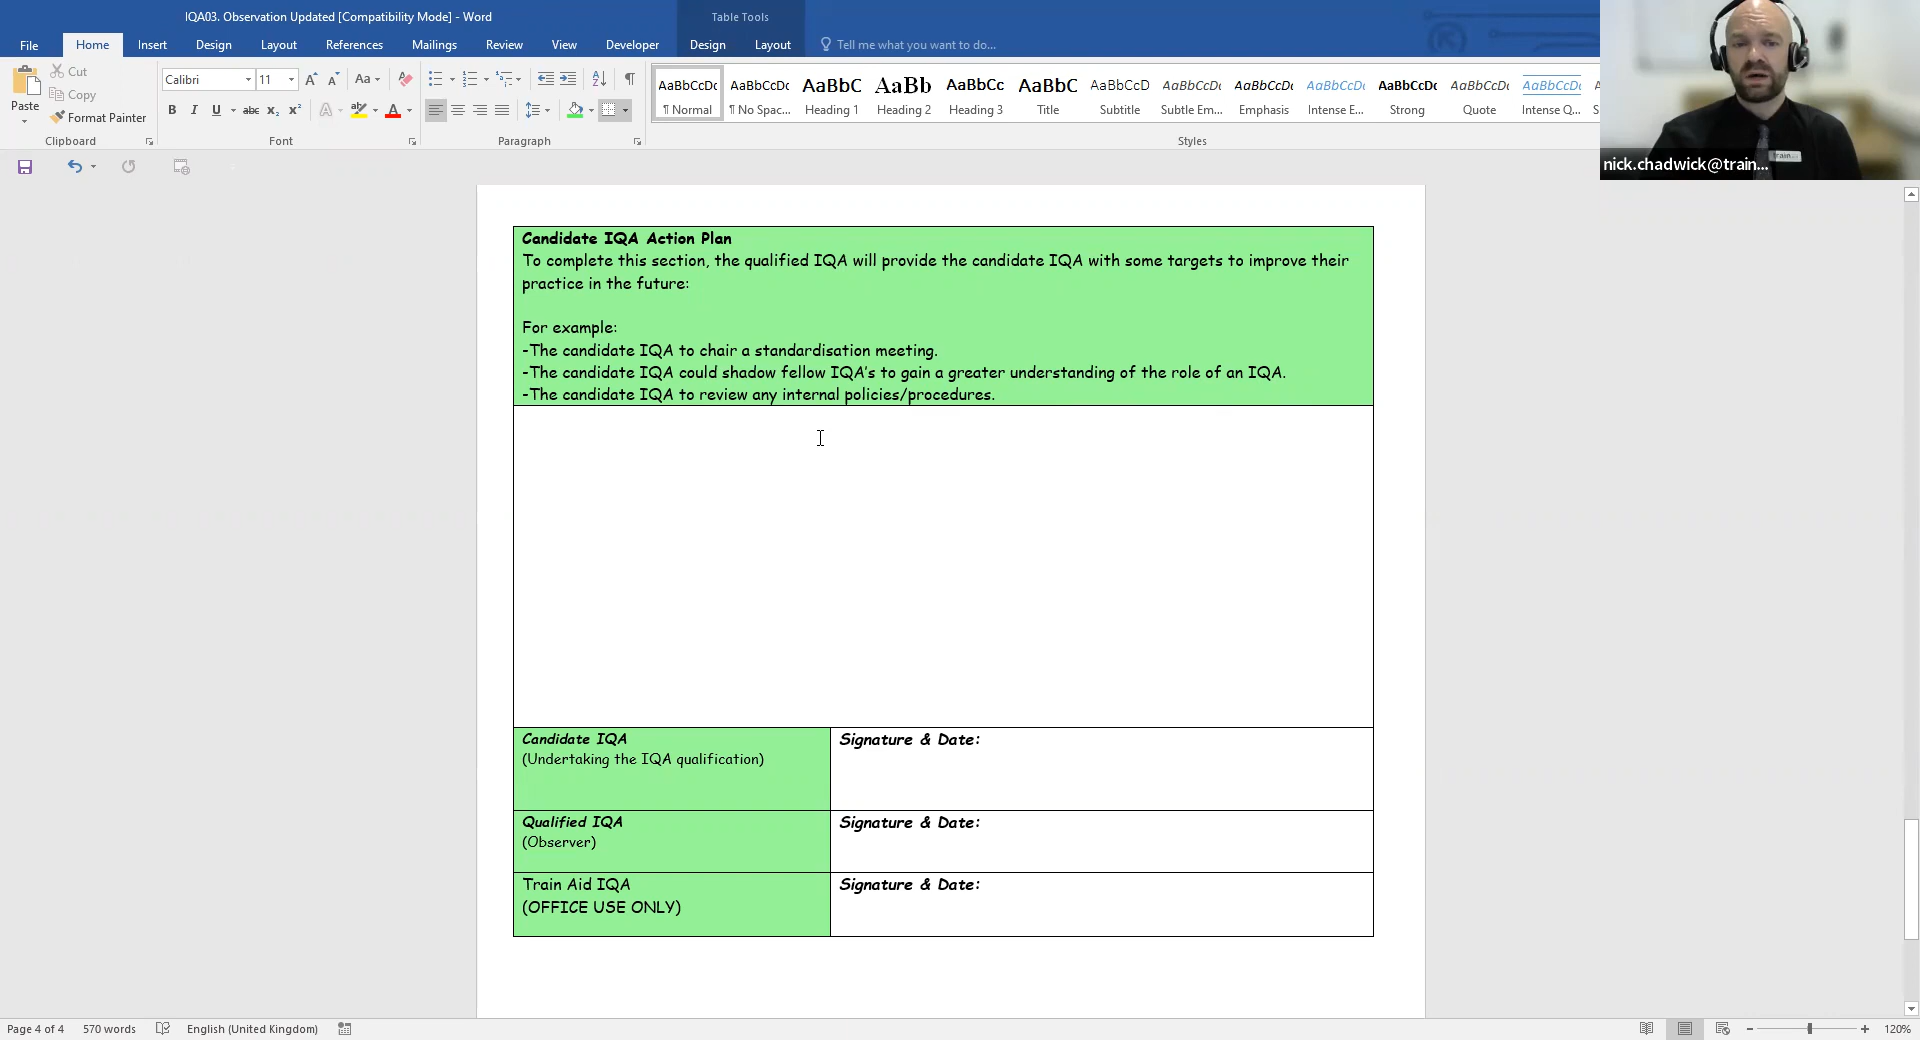 IQA03. Observation Updated [Compatibility Mode] - Word
Table Tools
File
Home
Insert
Design
Layout
References
Mailings
Review
View
Developer
Design
Layout
Tell me what you want to do...
Paste
Cut
Copy
Format Painter
Clipboard
Calibri
11
Font
Paragraph
AaBbCcDc
¶ Normal
AaBbCcDc
¶ No Spac...
AaBbC
Heading 1
AaBb
Heading 2
AaBbCc
Heading 3
AaBbC
Title
AaBbCcD
Subtitle
AaBbCcDc
Subtle Em...
AaBbCcDc
Emphasis
AaBbCcDc
Intense E...
AaBbCcDc
Strong
AaBbCcDc
Quote
AaBbCcDc
Intense Q...
Styles
nick.chadwick@train...
Candidate IQA Action Plan
To complete this section, the qualified IQA will provide the candidate IQA with some targets to improve their
practice in the future:
For example:
-The candidate IQA to chair a standardisation meeting.
-The candidate IQA could shadow fellow IQA's to gain a greater understanding of the role of an IQA.
-The candidate IQA to review any internal policies/procedures.
Candidate IQA
(Undertaking the IQA qualification)
Signature & Date:
Qualified IQA
(Observer)
Signature & Date:
Train Aid IQA
(OFFICE USE ONLY)
Signature & Date:
Page 4 of 4
570 words
English (United Kingdom)
120%